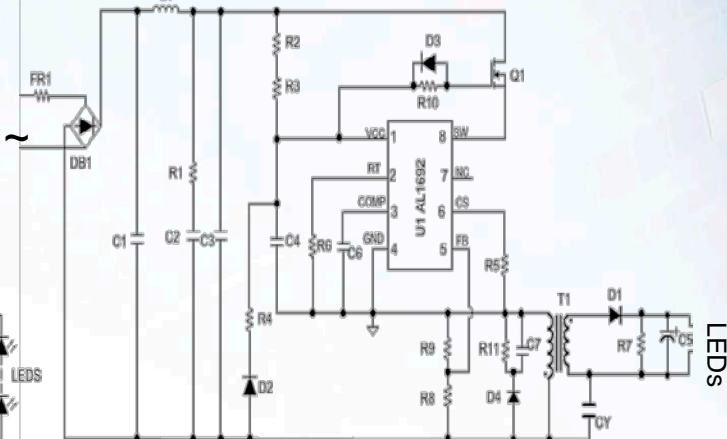 R2
D3
Q1
FR1
R3
R10
~
VCC 1
8 SW
DB1
R1
RT 2
7 NC
U1 AL1692
COMP 3
6 CS
C1
C2
C3
C4
R6
C6
GND 4
5 FB
R5
T1
D1
R4
R9
R11
C7
R7
C5
LEDs
LEDS
D2
R8
D4
CY